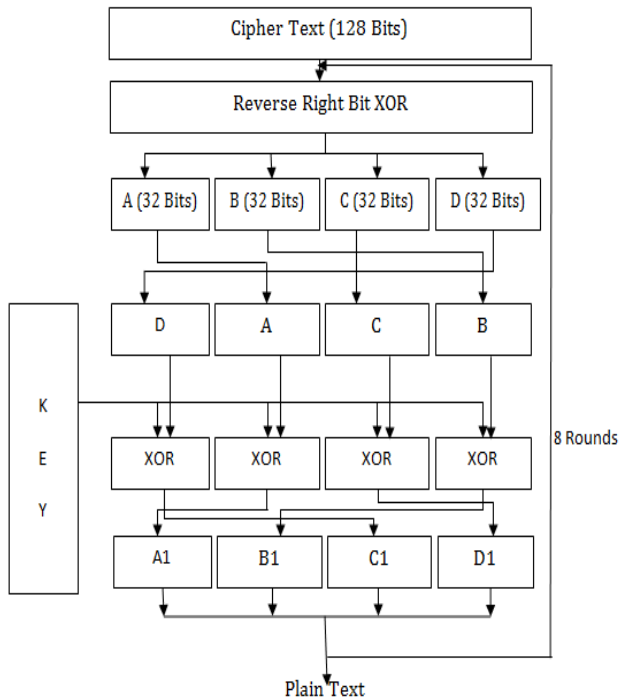 Cipher Text (128 Bits)
Reverse Right Bit XOR
A (32 Bits)
B (32 Bits)
C (32 Bits)
D (32 Bits)
D
A
C
B
K
E
Y
8 Rounds
XOR
XOR
XOR
XOR
A1
B1
C1
D1
Plain Text